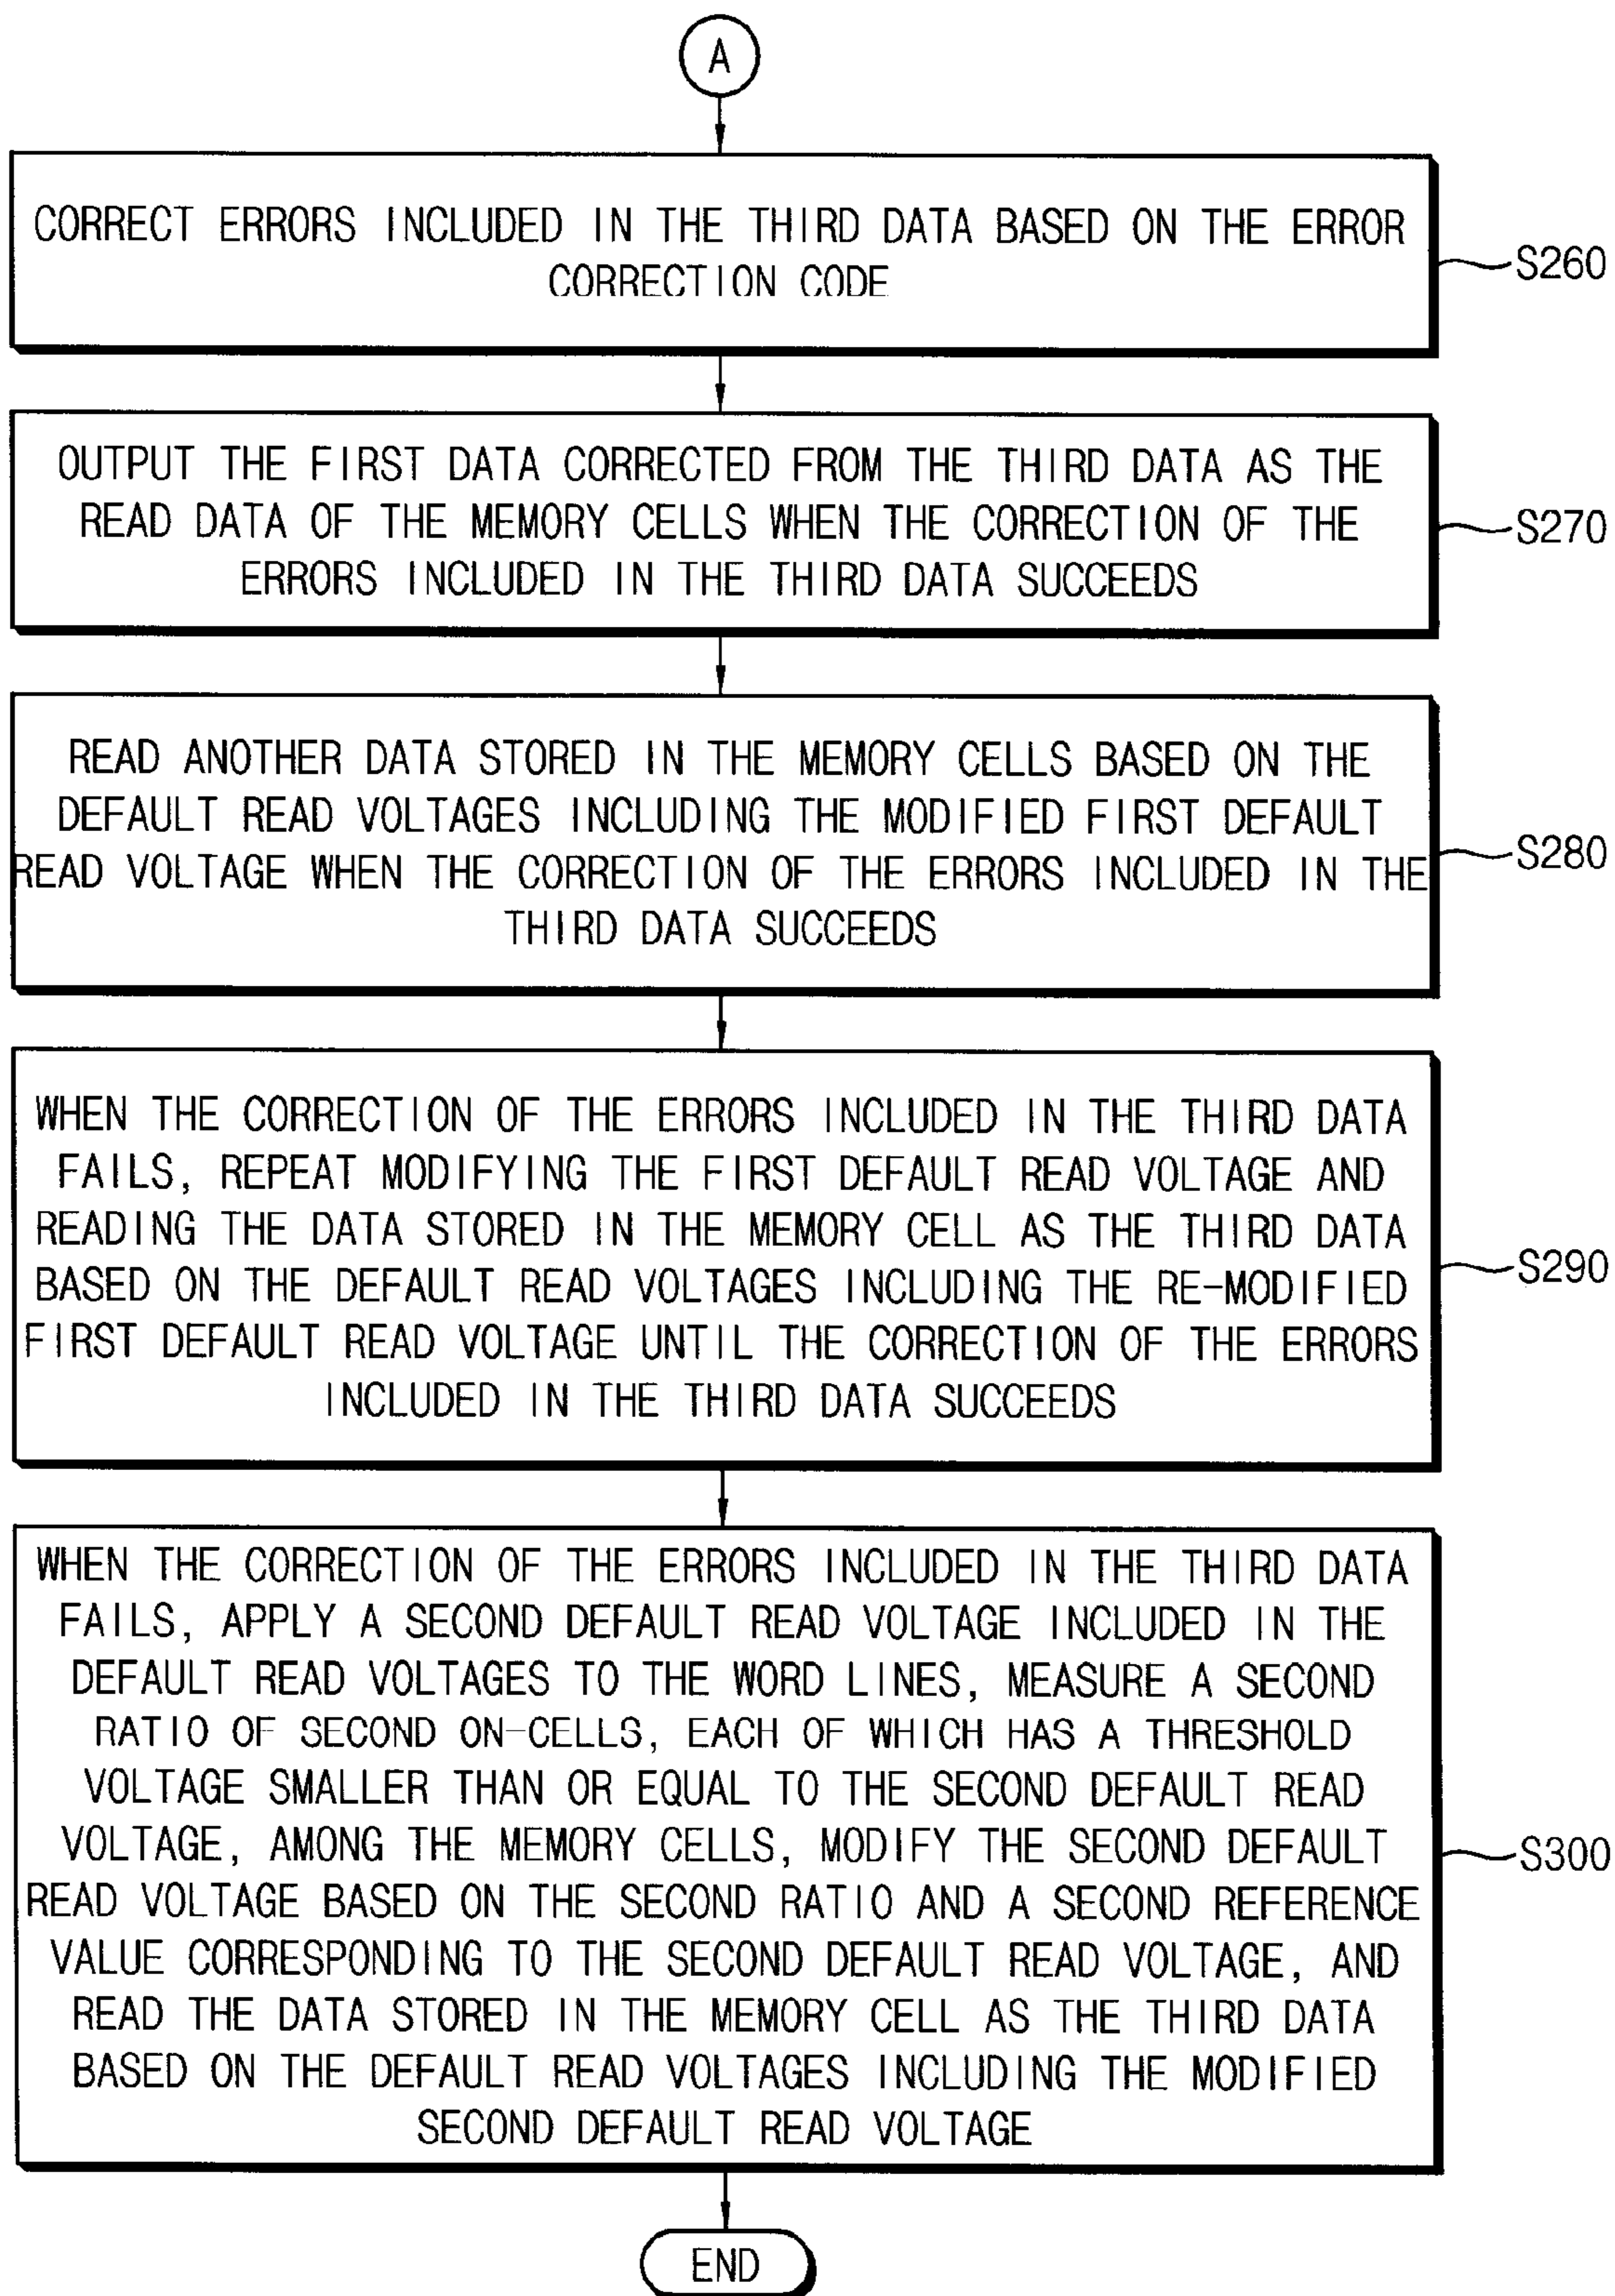 A
CORRECT ERRORS INCLUDED IN THE THIRD DATA BASED ON THE ERROR
CORRECTION CODE
S260
OUTPUT THE FIRST DATA CORRECTED FROM THE THIRD DATA AS THE
READ DATA OF THE MEMORY CELLS WHEN THE CORRECTION OF THE
ERRORS INCLUDED IN THE THIRD DATA SUCCEEDS
S270
READ ANOTHER DATA STORED IN THE MEMORY CELLS BASED ON THE
DEFAULT READ VOLTAGES INCLUDING THE MODIFIED FIRST DEFAULT
READ VOLTAGE WHEN THE CORRECTION OF THE ERRORS INCLUDED IN THE
THIRD DATA SUCCEEDS
S280
WHEN THE CORRECTION OF THE ERRORS INCLUDED IN THE THIRD DATA
FAILS, REPEAT MODIFYING THE FIRST DEFAULT READ VOLTAGE AND
READING THE DATA STORED IN THE MEMORY CELL AS THE THIRD DATA
BASED ON THE DEFAULT READ VOLTAGES INCLUDING THE RE-MODIFIED
FIRST DEFAULT READ VOLTAGE UNTIL THE CORRECTION OF THE ERRORS
INCLUDED IN THE THIRD DATA SUCCEEDS
S290
WHEN THE CORRECTION OF THE ERRORS INCLUDED IN THE THIRD DATA
FAILS, APPLY A SECOND DEFAULT READ VOLTAGE INCLUDED IN THE
DEFAULT READ VOLTAGES TO THE WORD LINES, MEASURE A SECOND
RATIO OF SECOND ON-CELLS, EACH OF WHICH HAS A THRESHOLD
VOLTAGE SMALLER THAN OR EQUAL TO THE SECOND DEFAULT READ
VOLTAGE, AMONG THE MEMORY CELLS, MODIFY THE SECOND DEFAULT
READ VOLTAGE BASED ON THE SECOND RATIO AND A SECOND REFERENCE
VALUE CORRESPONDING TO THE SECOND DEFAULT READ VOLTAGE, AND
READ THE DATA STORED IN THE MEMORY CELL AS THE THIRD DATA
BASED ON THE DEFAULT READ VOLTAGES INCLUDING THE MODIFIED
SECOND DEFAULT READ VOLTAGE
S300
END